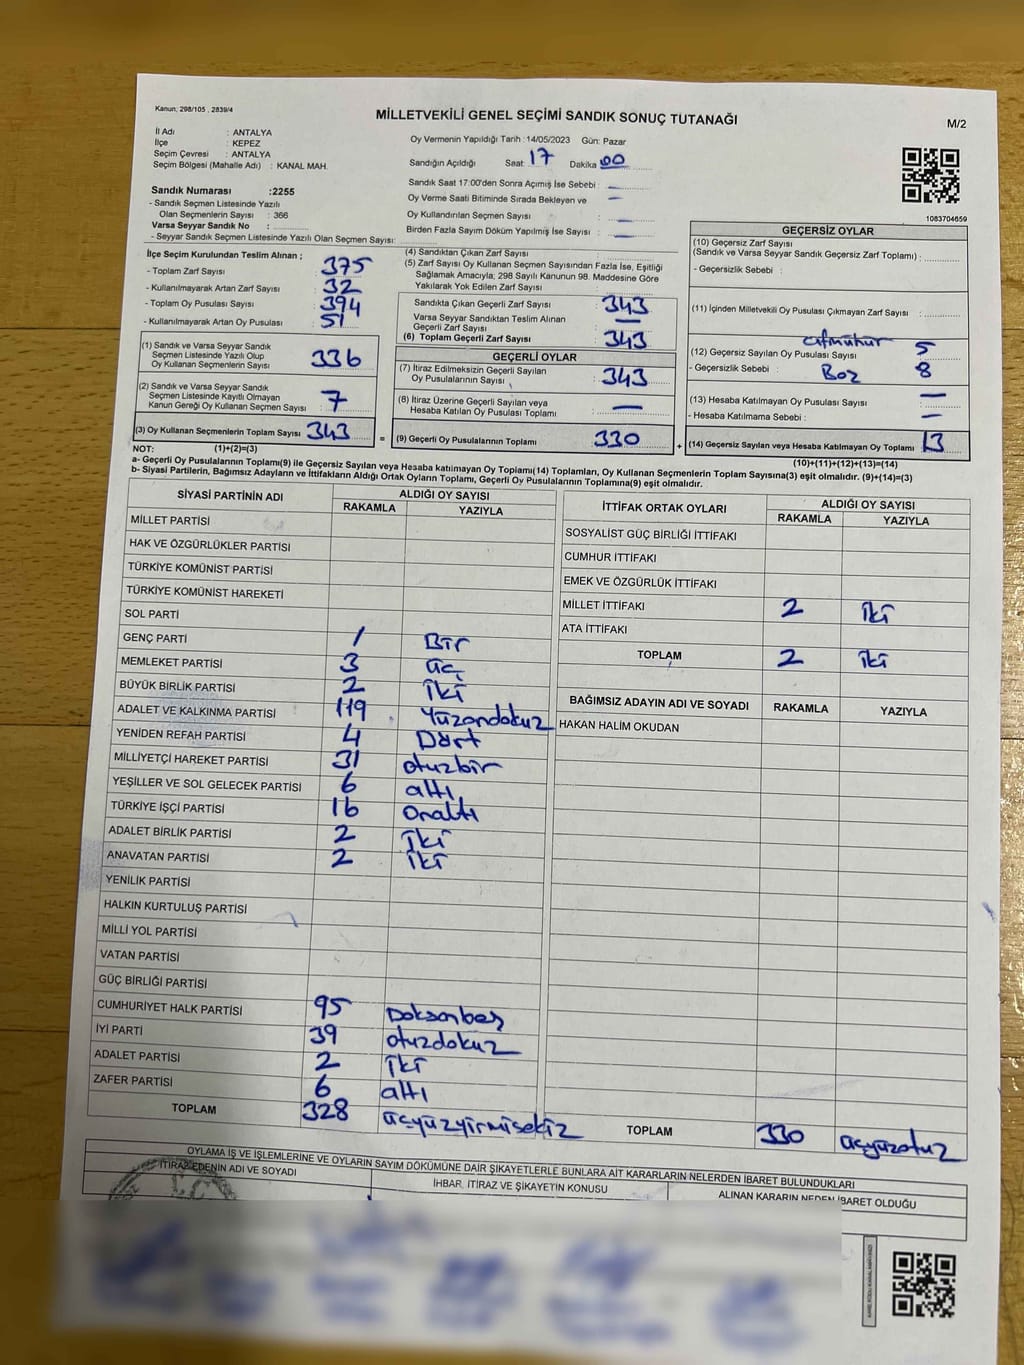 Kanun: 298/105 , 2839/4
MİLLETVEKİLİ GENEL SEÇİMİ SANDIK SONUÇ TUTANAĞI
M/2
İl Adı : ANTALYA
İlçe : KEPEZ
Seçim Çevresi : ANTALYA
Seçim Bölgesi (Mahalle Adı) : KANAL MAH.
Oy Vermenin Yapıldığı Tarih : 14/05/2023 Gün: Pazar
Sandığın Açıldığı Saat 17 Dakika 00
Sandık Saat 17:00'den Sonra Açımış İse Sebebi : —
Oy Verme Saati Bitiminde Sırada Bekleyen ve —
Oy Kullandırılan Seçmen Sayısı : —
Birden Fazla Sayım Döküm Yapılmış İse Sayısı : —
Sandık Numarası :2255
- Sandık Seçmen Listesinde Yazılı
Olan Seçmenlerin Sayısı : 366
Varsa Seyyar Sandık No :
- Seyyar Sandık Seçmen Listesinde Yazılı Olan Seçmen Sayısı:
1083704659
İlçe Seçim Kurulundan Teslim Alınan ;
- Toplam Zarf Sayısı : 375
- Kullanılmayarak Artan Zarf Sayısı : 32
- Toplam Oy Pusulası Sayısı : 394
- Kullanılmayarak Artan Oy Pusulası : 51
(1) Sandık ve Varsa Seyyar Sandık
Seçmen Listesinde Yazılı Olup
Oy Kullanan Seçmenlerin Sayısı : 336
(2) Sandık ve Varsa Seyyar Sandık
Seçmen Listesinde Kayıtlı Olmayan
Kanun Gereği Oy Kullanan Seçmen Sayısı : 7
(3) Oy Kullanan Seçmenlerin Toplam Sayısı : 343
(4) Sandıktan Çıkan Zarf Sayısı :
(5) Zarf Sayısı Oy Kullanan Seçmen Sayısından Fazla İse, Eşitliği
Sağlamak Amacıyla; 298 Sayılı Kanunun 98. Maddesine Göre
Yakılarak Yok Edilen Zarf Sayısı :
Sandıkta Çıkan Geçerli Zarf Sayısı : 343
Varsa Seyyar Sandıktan Teslim Alınan
Geçerli Zarf Sayısı : —
(6) Toplam Geçerli Zarf Sayısı : 343
GEÇERLİ OYLAR
(7) İtiraz Edilmeksizin Geçerli Sayılan
Oy Pusulalarının Sayısı : 343
(8) İtiraz Üzerine Geçerli Sayılan veya
Hesaba Katılan Oy Pusulası Toplamı : —
= (9) Geçerli Oy Pusulalarının Toplamı : 330
GEÇERSİZ OYLAR
(10) Geçersiz Zarf Sayısı
(Sandık ve Varsa Seyyar Sandık Geçersiz Zarf Toplamı) :
- Geçersizlik Sebebi :
(11) İçinden Milletvekili Oy Pusulası Çıkmayan Zarf Sayısı :
(12) Geçersiz Sayılan Oy Pusulası Sayısı : 5
- Geçersizlik Sebebi : Boz 8
(13) Hesaba Katılmayan Oy Pusulası Sayısı : —
- Hesaba Katılmama Sebebi : —
+ (14) Geçersiz Sayılan veya Hesaba Katılmayan Oy Toplamı : 13
NOT: (1)+(2)=(3)
(10)+(11)+(12)+(13)=(14)
a- Geçerli Oy Pusulalarının Toplamı(9) ile Geçersiz Sayılan veya Hesaba katılmayan Oy Toplamı(14) Toplamları, Oy Kullanan Seçmenlerin Toplam Sayısına(3) eşit olmalıdır. (9)+(14)=(3)
b- Siyasi Partilerin, Bağımsız Adayların ve İttifakların Aldığı Ortak Oyların Toplamı, Geçerli Oy Pusulalarının Toplamına(9) eşit olmalıdır.
SİYASİ PARTİNİN ADI
ALDIĞI OY SAYISI
RAKAMLA YAZIYLA
MİLLET PARTİSİ
HAK VE ÖZGÜRLÜKLER PARTİSİ
TÜRKİYE KOMÜNİST PARTİSİ
TÜRKİYE KOMÜNİST HAREKETİ
SOL PARTİ
GENÇ PARTİ 1 Bir
MEMLEKET PARTİSİ 3 üç
BÜYÜK BİRLİK PARTİSİ 2 iki
ADALET VE KALKINMA PARTİSİ 119 Yüzondokuz
YENİDEN REFAH PARTİSİ 4 Dört
MİLLİYETÇİ HAREKET PARTİSİ 31 otuzbir
YEŞİLLER VE SOL GELECEK PARTİSİ 6 altı
TÜRKİYE İŞÇİ PARTİSİ 16 Onaltı
ADALET BİRLİK PARTİSİ 2 iki
ANAVATAN PARTİSİ 2 iki
YENİLİK PARTİSİ
HALKIN KURTULUŞ PARTİSİ
MİLLİ YOL PARTİSİ
VATAN PARTİSİ
GÜÇ BİRLİĞİ PARTİSİ
CUMHURİYET HALK PARTİSİ 95 Doksanbeş
İYİ PARTİ 39 otuzdokuz
ADALET PARTİSİ 2 iki
ZAFER PARTİSİ 6 altı
TOPLAM 328 üçyüzyirmisekiz
İTTİFAK ORTAK OYLARI
ALDIĞI OY SAYISI
RAKAMLA YAZIYLA
SOSYALİST GÜÇ BİRLİĞİ İTTİFAKI
CUMHUR İTTİFAKI
EMEK VE ÖZGÜRLÜK İTTİFAKI
MİLLET İTTİFAKI 2 iki
ATA İTTİFAKI
TOPLAM 2 iki
BAĞIMSIZ ADAYIN ADI VE SOYADI RAKAMLA YAZIYLA
HAKAN HALİM OKUDAN
TOPLAM 330 üçyüzotuz
OYLAMA İŞ VE İŞLEMLERİNE VE OYLARIN SAYIM DÖKÜMÜNE DAİR ŞİKAYETLERLE BUNLARA AİT KARARLARIN NELERDEN İBARET BULUNDUKLARI
İTİRAZ EDENİN ADI VE SOYADI
İHBAR, İTİRAZ VE ŞİKAYETİN KONUSU
ALINAN KARARIN NEDEN İBARET OLDUĞU